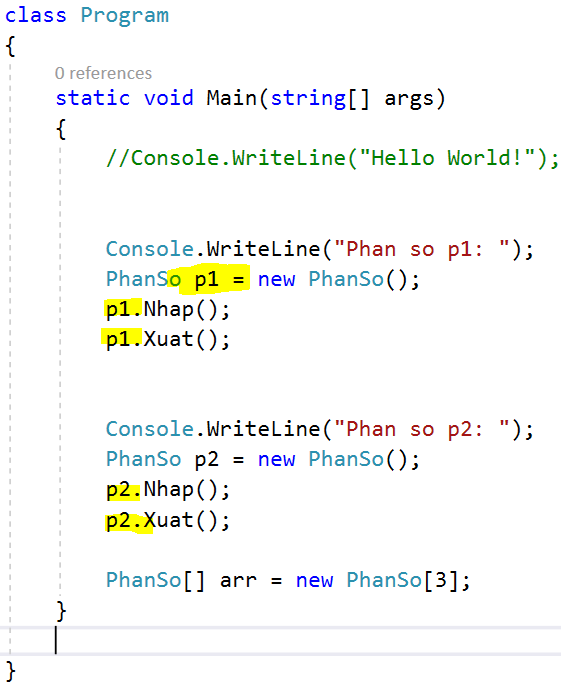 class Program
{
0 references
static void Main(string[] args)
{
//Console.WriteLine("Hello World!");
Console.WriteLine("Phan so p1: ");
PhanSo p1 = new PhanSo();
p1.Nhap();
p1.Xuat();
Console.WriteLine("Phan so p2: ");
PhanSo p2 = new PhanSo();
p2.Nhap();
p2.Xuat();
PhanSo[] arr = new PhanSo[3];
}
}